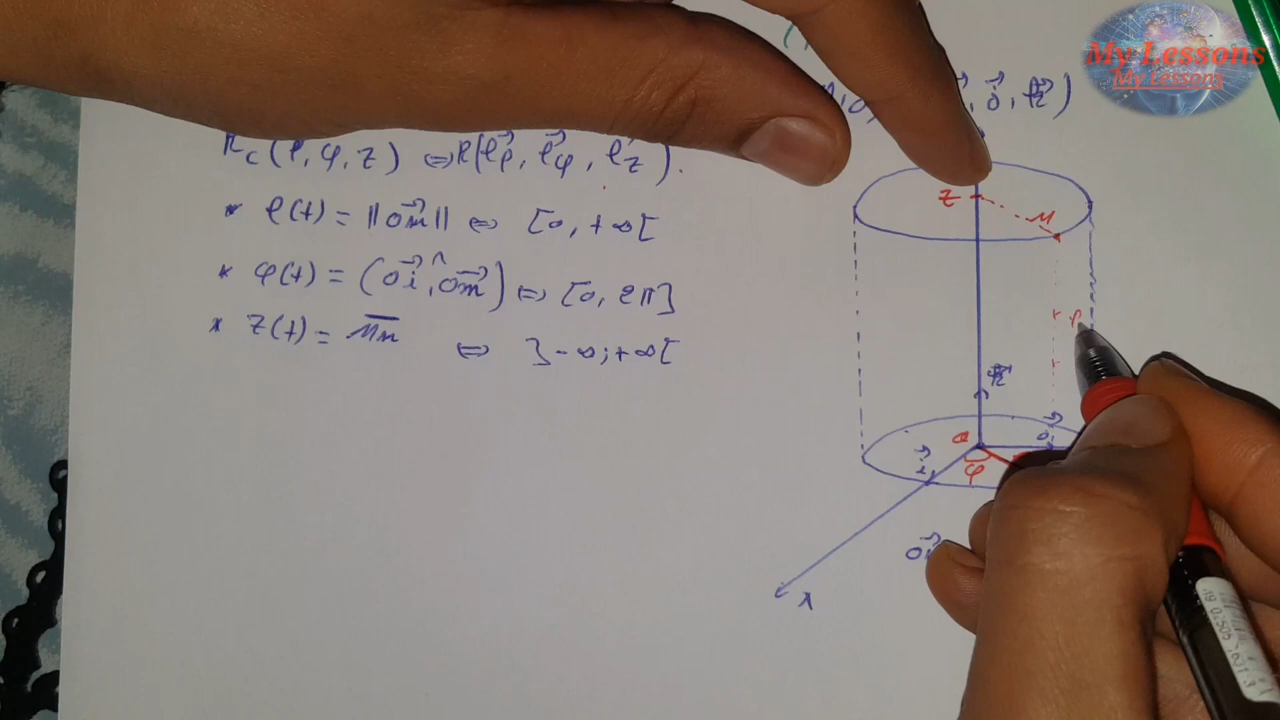 My Lessons
My Lessons
, j, k)
Rc (ρ, φ, z) ⇔ R(eρ, eφ, ez).
* ρ(t) = ||om|| ⇔ [0, +∞[
* φ(t) = (oi^, om) ⇔ [0, 2π]
* z(t) = Mm ⇔ ]-∞; +∞[
z
M
k
O
φ
i
x